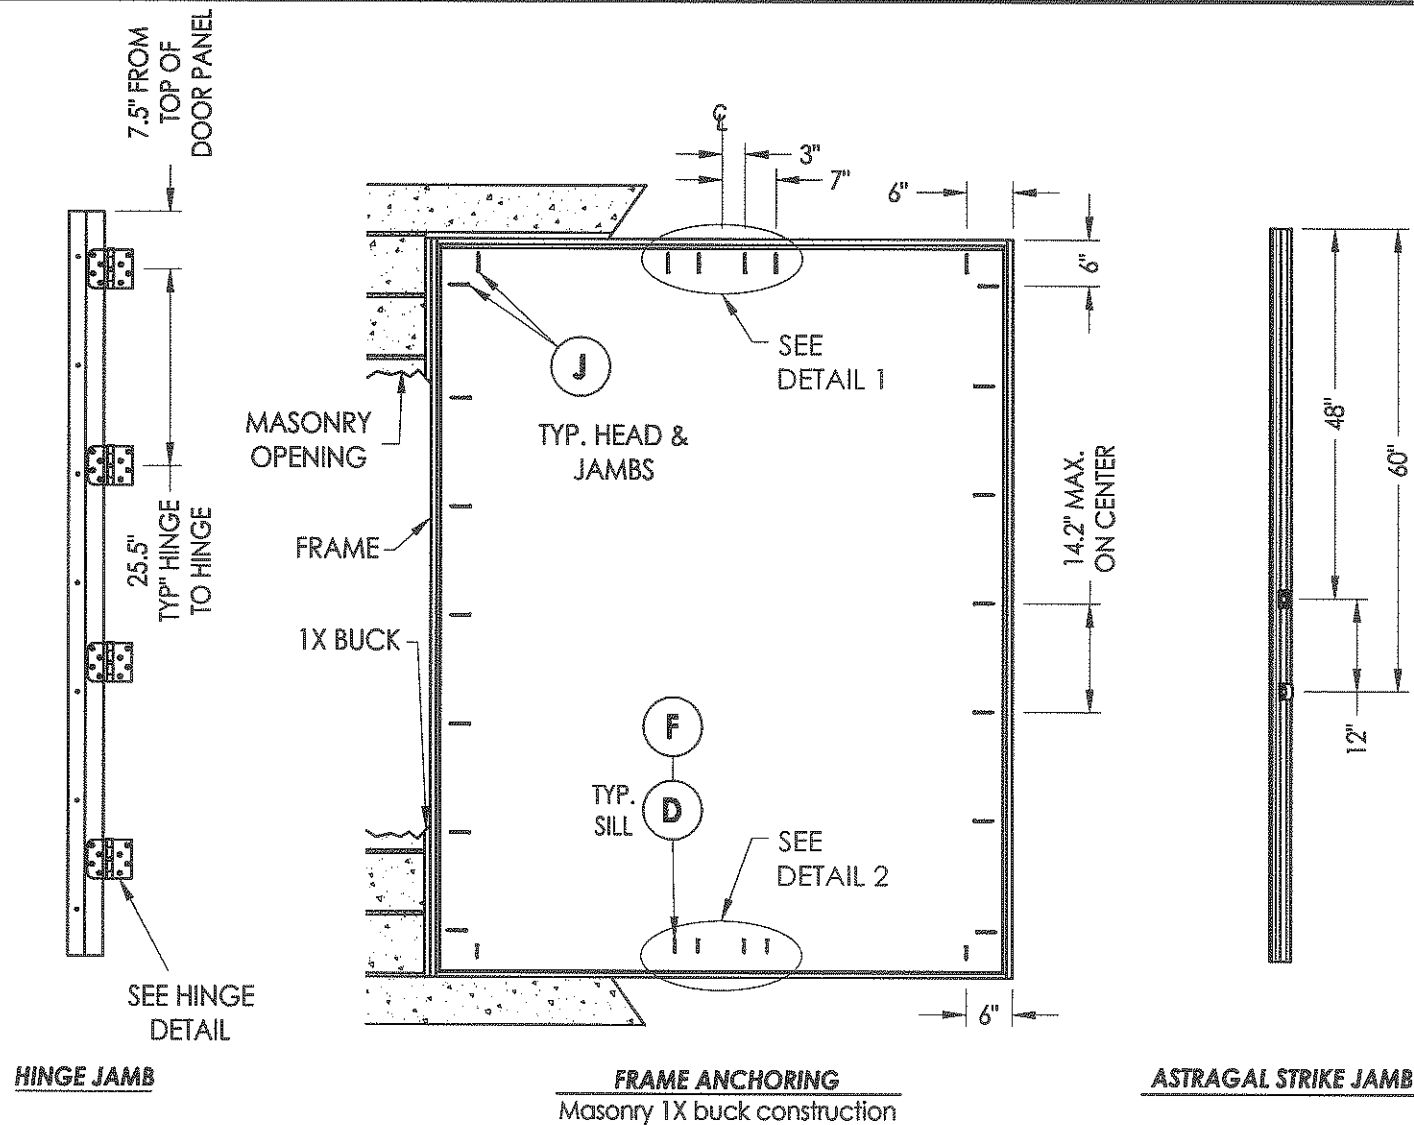 7.5" FROM
TOP OF
DOOR PANEL
25.5"
TYP" HINGE
TO HINGE
SEE HINGE
DETAIL
HINGE JAMB
℄
3"
7"
6"
6"
SEE
DETAIL 1
J
TYP. HEAD &
JAMBS
MASONRY
OPENING
FRAME
1X BUCK
14.2" MAX.
ON CENTER
F
D
TYP.
SILL
SEE
DETAIL 2
6"
FRAME ANCHORING
Masonry 1X buck construction
48"
60"
12"
ASTRAGAL STRIKE JAMB